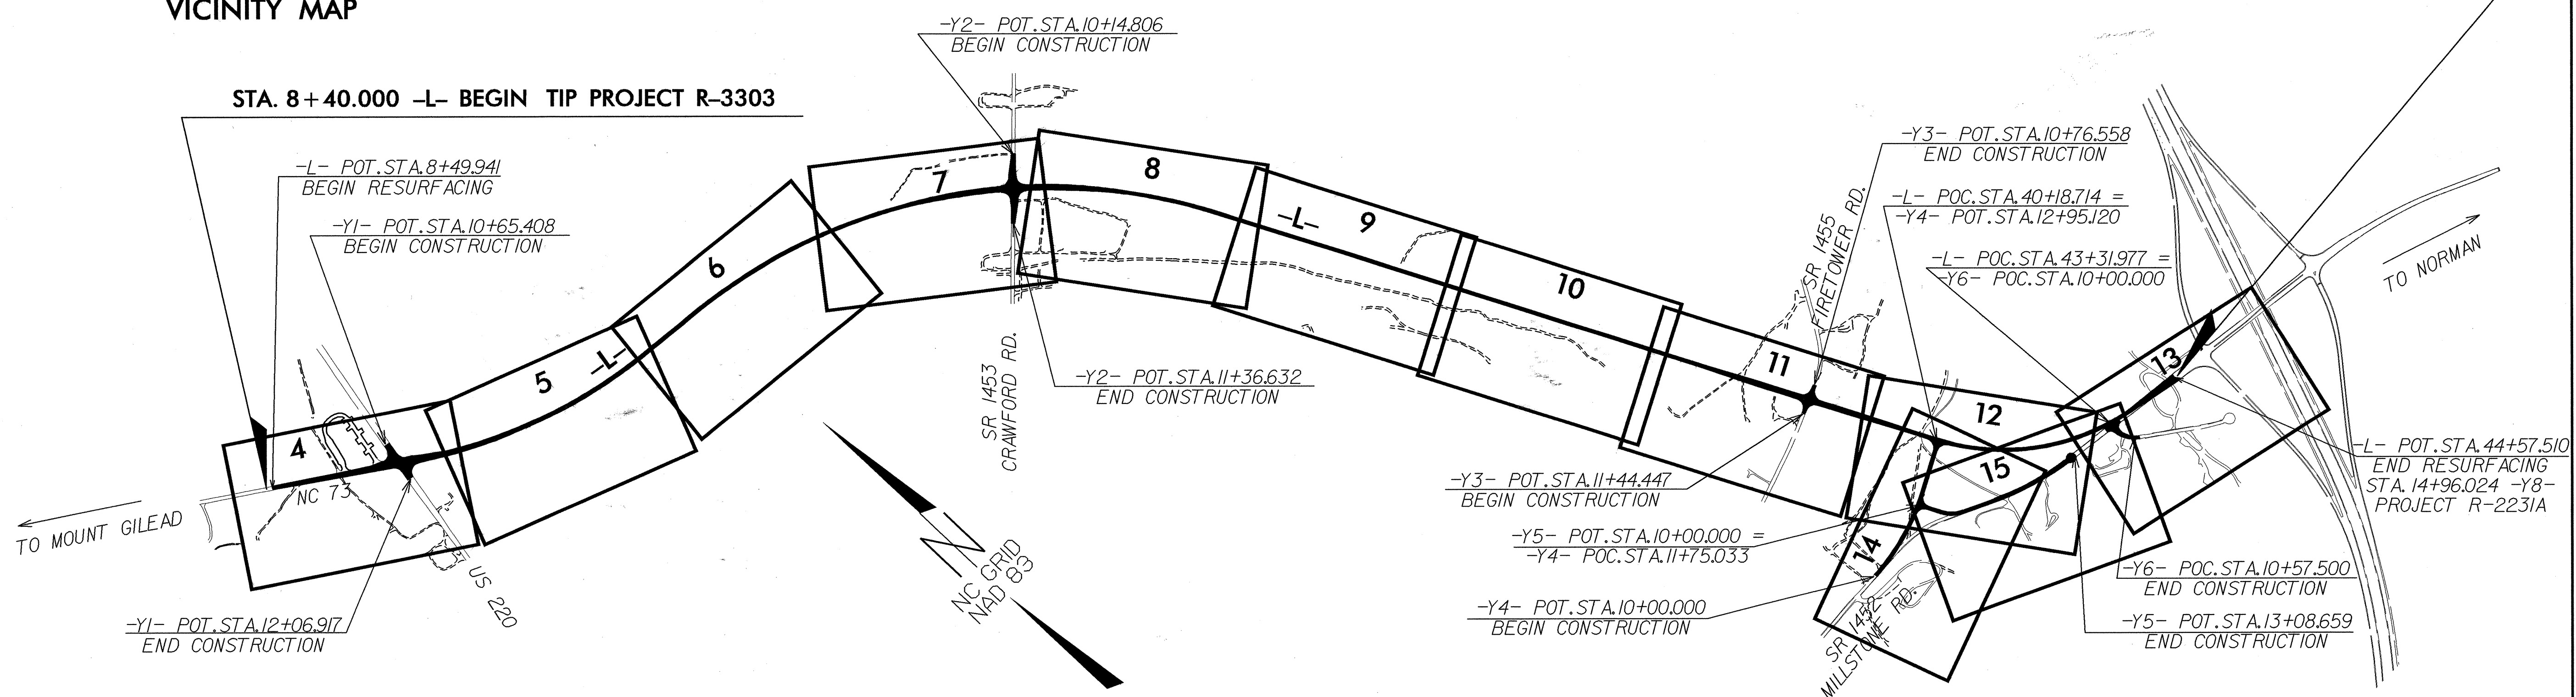 VICINITY MAP
STA. 8+40.000 -L- BEGIN TIP PROJECT R-3303
-L- POT.STA.8+49.941
BEGIN RESURFACING
-Y1- POT.STA.10+65.408
BEGIN CONSTRUCTION
-Y2- POT.STA.10+14.806
BEGIN CONSTRUCTION
-Y3- POT.STA.10+76.558
END CONSTRUCTION
-L- POC.STA.40+18.714 =
-Y4- POT.STA.12+95.120
-L- POC.STA.43+31.977 =
-Y6- POC.STA.10+00.000
SR 1455
FIRETOWER RD.
TO NORMAN
4
5
-L-
6
7
8
-L-
9
10
11
12
13
14
15
NC 73
TO MOUNT GILEAD
US 220
-Y1- POT.STA.12+06.917
END CONSTRUCTION
SR 1453
CRAWFORD RD.
-Y2- POT.STA.11+36.632
END CONSTRUCTION
NC GRID
NAD 83
-Y3- POT.STA.11+44.447
BEGIN CONSTRUCTION
-Y5- POT.STA.10+00.000 =
-Y4- POC.STA.11+75.033
-Y4- POT.STA.10+00.000
BEGIN CONSTRUCTION
SR 1452
MILLSTONE RD.
-L- POT.STA.44+57.510
END RESURFACING
STA.14+96.024 -Y8-
PROJECT R-2231A
-Y6- POC.STA.10+57.500
END CONSTRUCTION
-Y5- POT.STA.13+08.659
END CONSTRUCTION